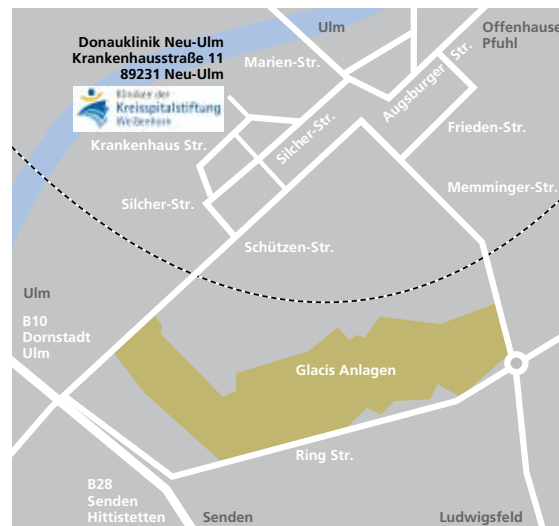 Ulm
Offenhause
Pfuhl
Donauklinik Neu-Ulm
Krankenhausstraße 11
89231 Neu-Ulm
Marien-Str.
Augsburger Str.
Kliniken der
Kreisspitalstiftung
Weißenhorn
Frieden-Str.
Krankenhaus Str.
Silcher-Str.
Memminger-Str.
Silcher-Str.
Schützen-Str.
Ulm
B10
Dornstadt
Ulm
Glacis Anlagen
Ring Str.
B28
Senden
Hittistetten
Senden
Ludwigsfeld